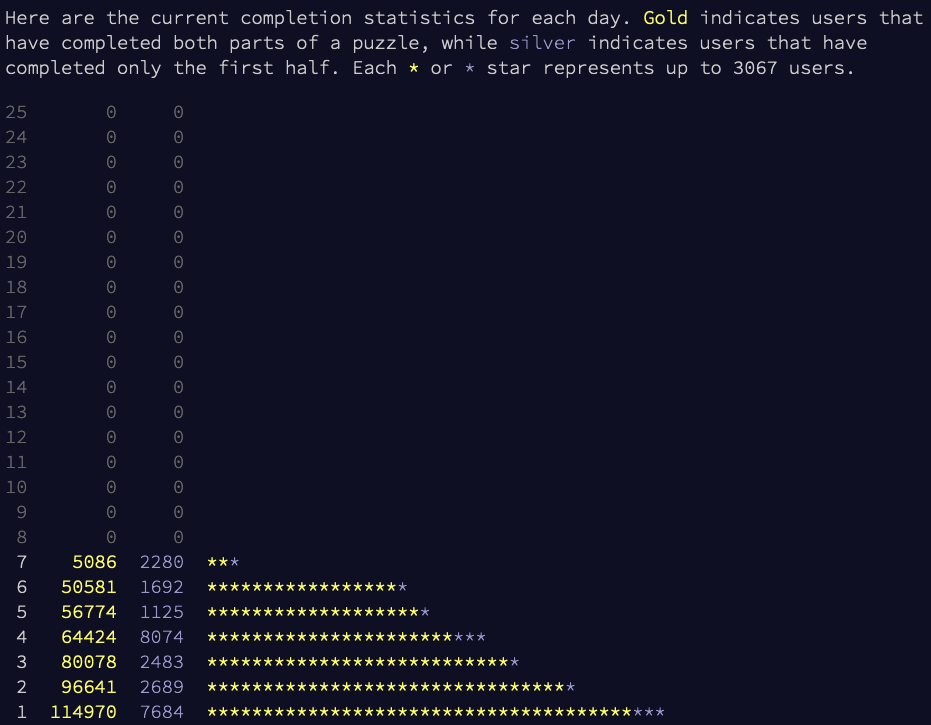 Here are the current completion statistics for each day. Gold indicates users that
have completed both parts of a puzzle, while silver indicates users that have
completed only the first half. Each * or * star represents up to 3067 users.
25 0 0
24 0 0
23 0 0
22 0 0
21 0 0
20 0 0
19 0 0
18 0 0
17 0 0
16 0 0
15 0 0
14 0 0
13 0 0
12 0 0
11 0 0
10 0 0
9 0 0
8 0 0
7 5086 2280 ***
6 50581 1692 ******************
5 56774 1125 ********************
4 64424 8074 *************************
3 80078 2483 ****************************
2 96641 2689 *********************************
1 114970 7684 *****************************************